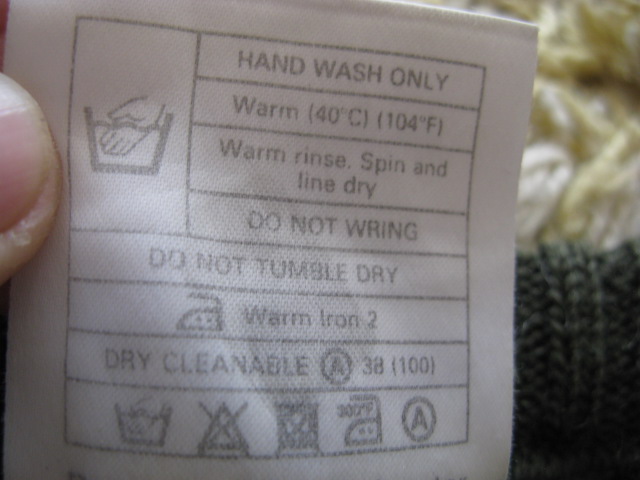 HAND WASH ONLY
Warm (40°C) (104°F)
Warm rinse. Spin and
line dry
DO NOT WRING
DO NOT TUMBLE DRY
Warm Iron 2
DRY CLEANABLE A 38 (100)
300°F A